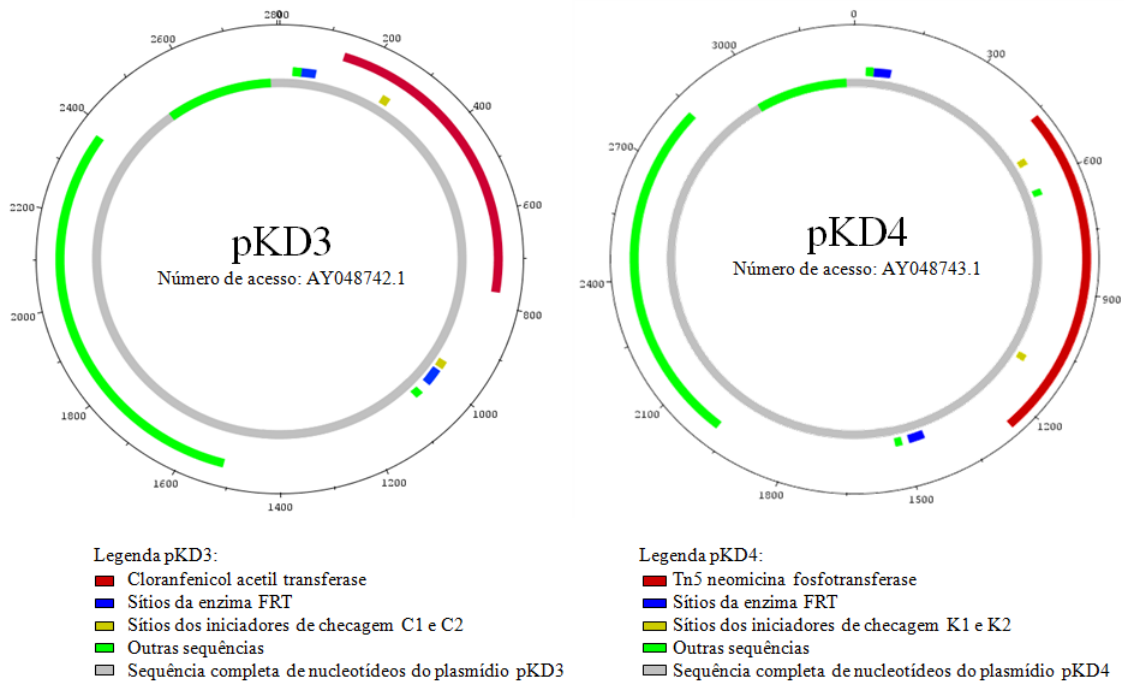 2800
0
200
400
600
800
1000
1200
1400
1600
1800
2000
2200
2400
2600
pKD3
Número de acesso: AY048742.1
0
300
600
900
1200
1500
1800
2100
2400
2700
3000
pKD4
Número de acesso: AY048743.1
Legenda pKD3:
Cloranfenicol acetil transferase
Sítios da enzima FRT
Sítios dos iniciadores de checagem C1 e C2
Outras sequências
Sequência completa de nucleotídeos do plasmídio pKD3
Legenda pKD4:
Tn5 neomicina fosfotransferase
Sítios da enzima FRT
Sítios dos iniciadores de checagem K1 e K2
Outras sequências
Sequência completa de nucleotídeos do plasmídio pKD4